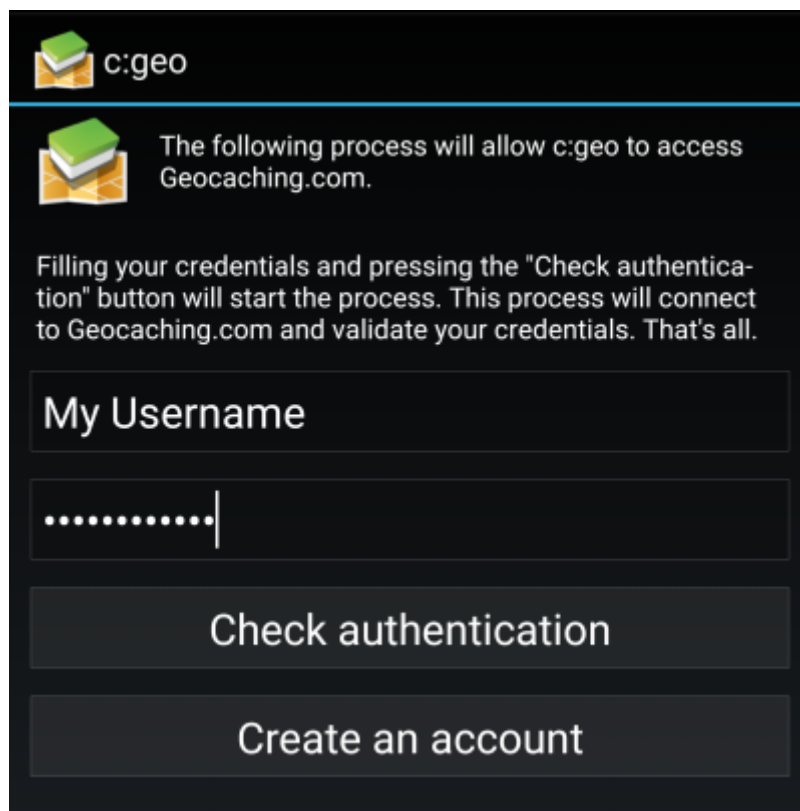 c:geo
The following process will allow c:geo to access
Geocaching.com.
Filling your credentials and pressing the "Check authentica-
tion" button will start the process. This process will connect
to Geocaching.com and validate your credentials. That's all.
My Username
••••••••••••
Check authentication
Create an account